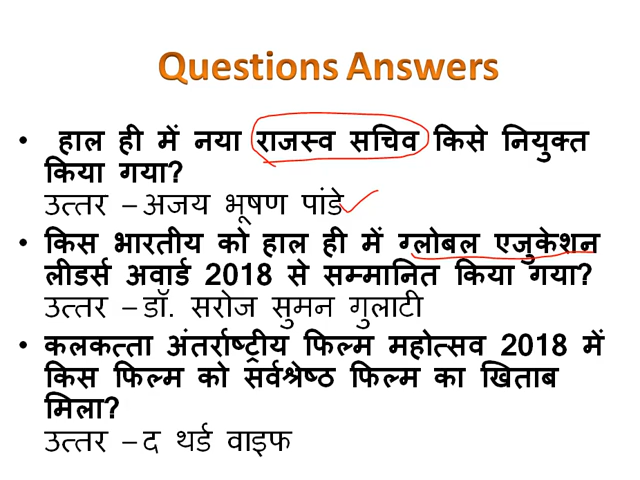 Questions Answers
• हाल ही में नया राजस्व सचिव किसे नियुक्त
किया गया?
उत्तर – अजय भूषण पांडे
• किस भारतीय को हाल ही में ग्लोबल एजुकेशन
लीडर्स अवार्ड 2018 से सम्मानित किया गया?
उत्तर – डॉ. सरोज सुमन गुलाटी
• कलकत्ता अंतर्राष्ट्रीय फिल्म महोत्सव 2018 में
किस फिल्म को सर्वश्रेष्ठ फिल्म का खिताब
मिला?
उत्तर – द थर्ड वाइफ